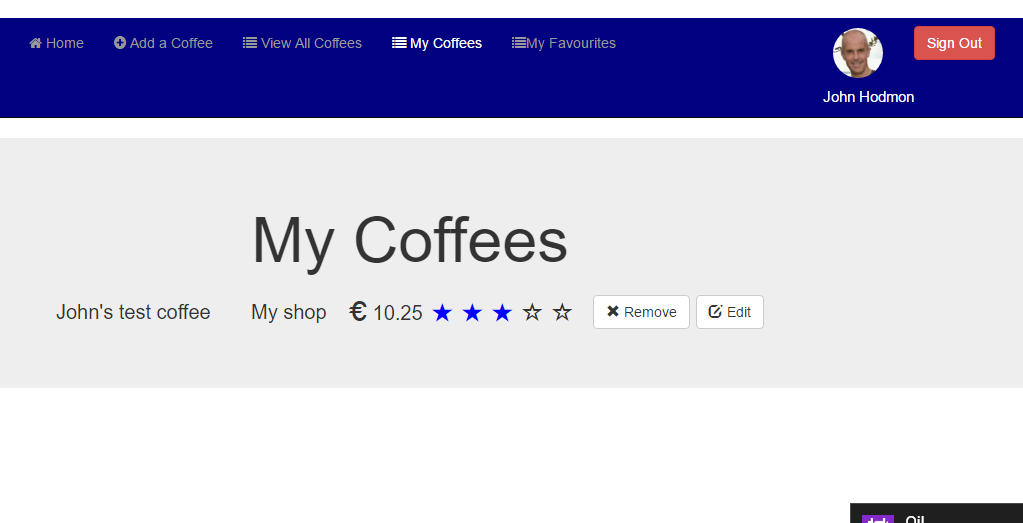 Home Add a Coffee View All Coffees My Coffees My Favourites Sign Out
John Hodmon
My Coffees
John's test coffee My shop € 10.25 Remove Edit
Oil